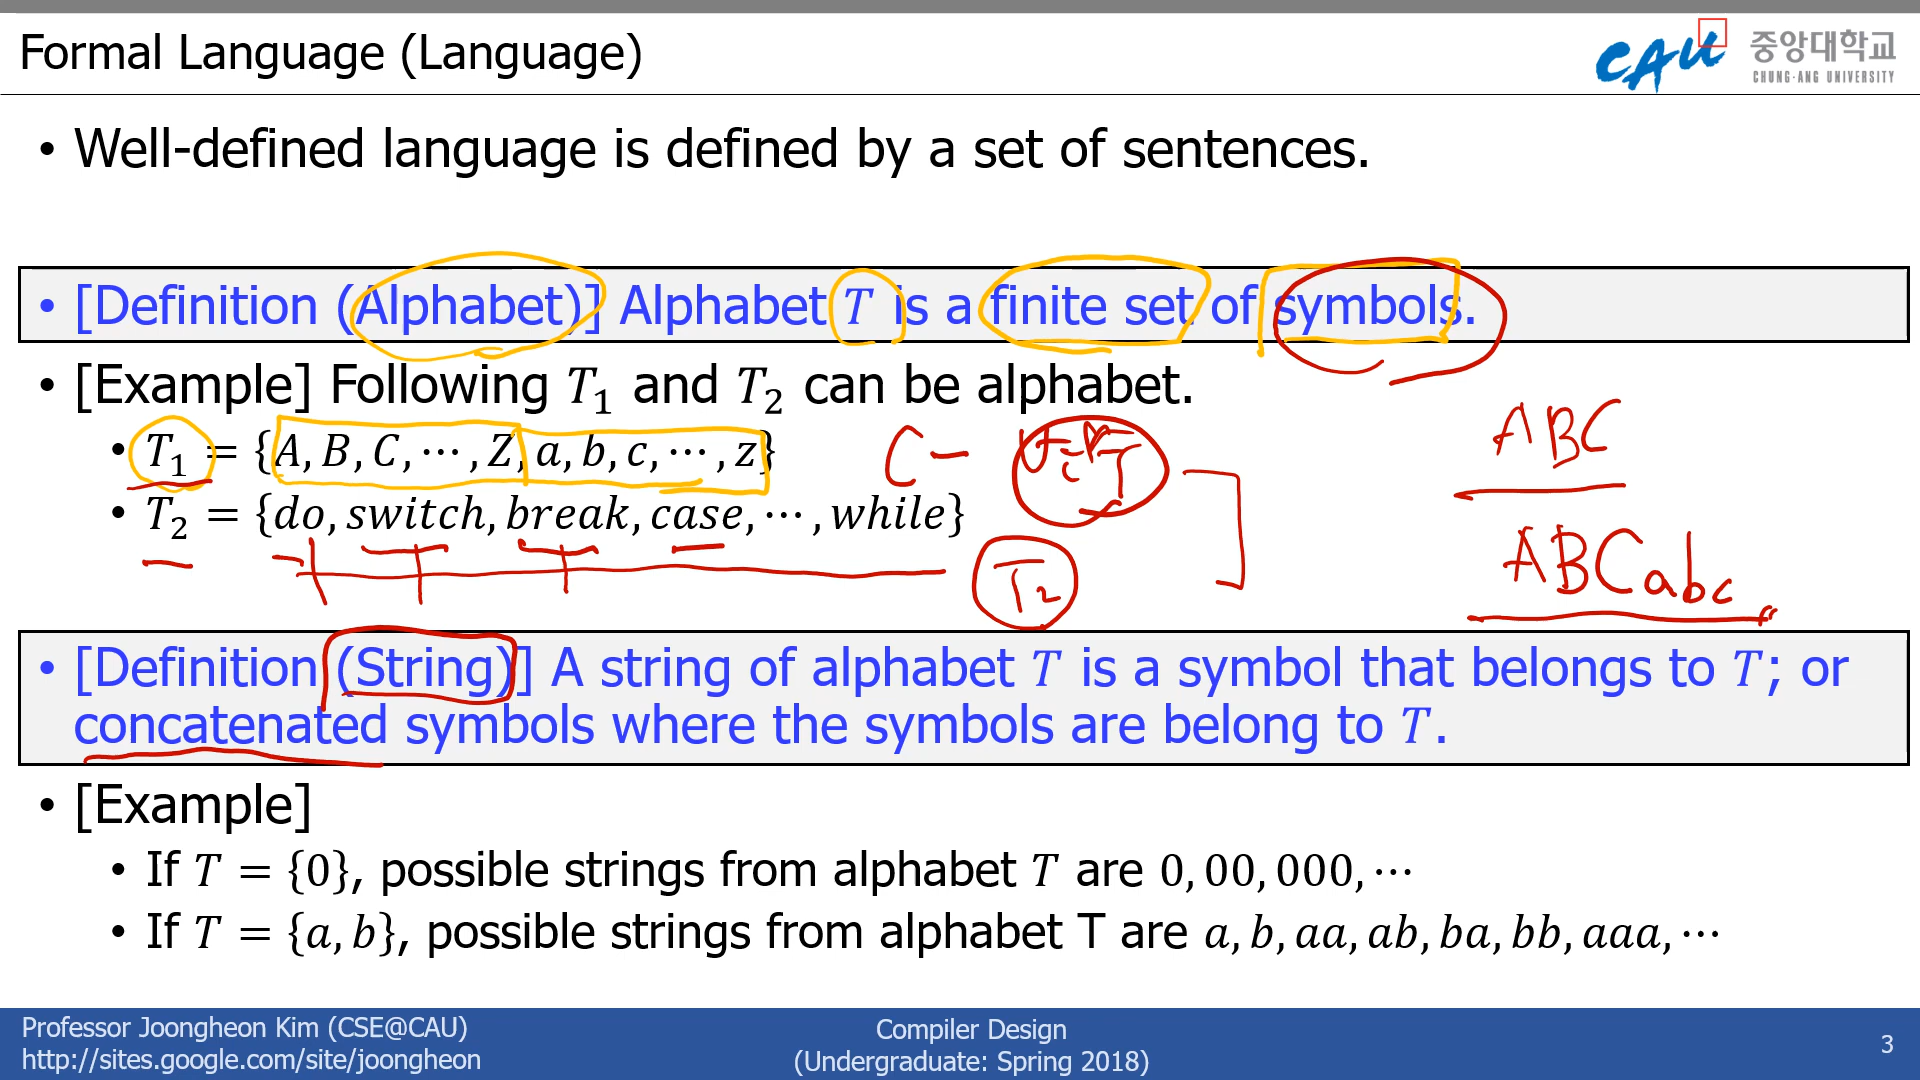 Formal Language (Language)
CAU 중앙대학교
CHUNG-ANG UNIVERSITY
• Well-defined language is defined by a set of sentences.
• [Definition (Alphabet)] Alphabet T is a finite set of symbols.
• [Example] Following T₁ and T₂ can be alphabet.
• T₁ = {A, B, C, ⋯, Z, a, b, c, ⋯, z}
• T₂ = {do, switch, break, case, ⋯, while}
C -
T₂
ABC
ABCabc
• [Definition (String)] A string of alphabet T is a symbol that belongs to T; or
concatenated symbols where the symbols are belong to T.
• [Example]
• If T = {0}, possible strings from alphabet T are 0, 00, 000, ⋯
• If T = {a, b}, possible strings from alphabet T are a, b, aa, ab, ba, bb, aaa, ⋯
Professor Joongheon Kim (CSE@CAU)
http://sites.google.com/site/joongheon
Compiler Design
(Undergraduate: Spring 2018)
3